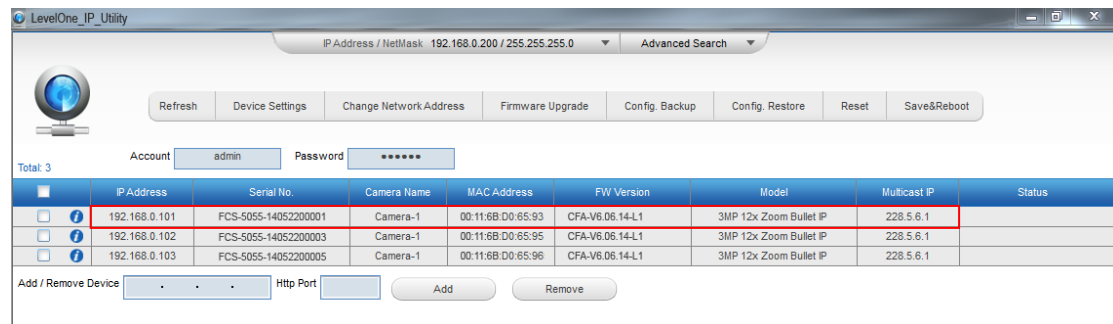 LevelOne_IP_Utility
IP Address / NetMask 192.168.0.200 / 255.255.255.0 Advanced Search
Refresh Device Settings Change Network Address Firmware Upgrade Config. Backup Config. Restore Reset Save&Reboot
Account admin Password ••••••
Total: 3
IP Address Serial No. Camera Name MAC Address FW Version Model Multicast IP Status
192.168.0.101 FCS-5055-14052200001 Camera-1 00:11:6B:D0:65:93 CFA-V6.06.14-L1 3MP 12x Zoom Bullet IP 228.5.6.1
192.168.0.102 FCS-5055-14052200003 Camera-1 00:11:6B:D0:65:95 CFA-V6.06.14-L1 3MP 12x Zoom Bullet IP 228.5.6.1
192.168.0.103 FCS-5055-14052200005 Camera-1 00:11:6B:D0:65:96 CFA-V6.06.14-L1 3MP 12x Zoom Bullet IP 228.5.6.1
Add / Remove Device . . . Http Port Add Remove